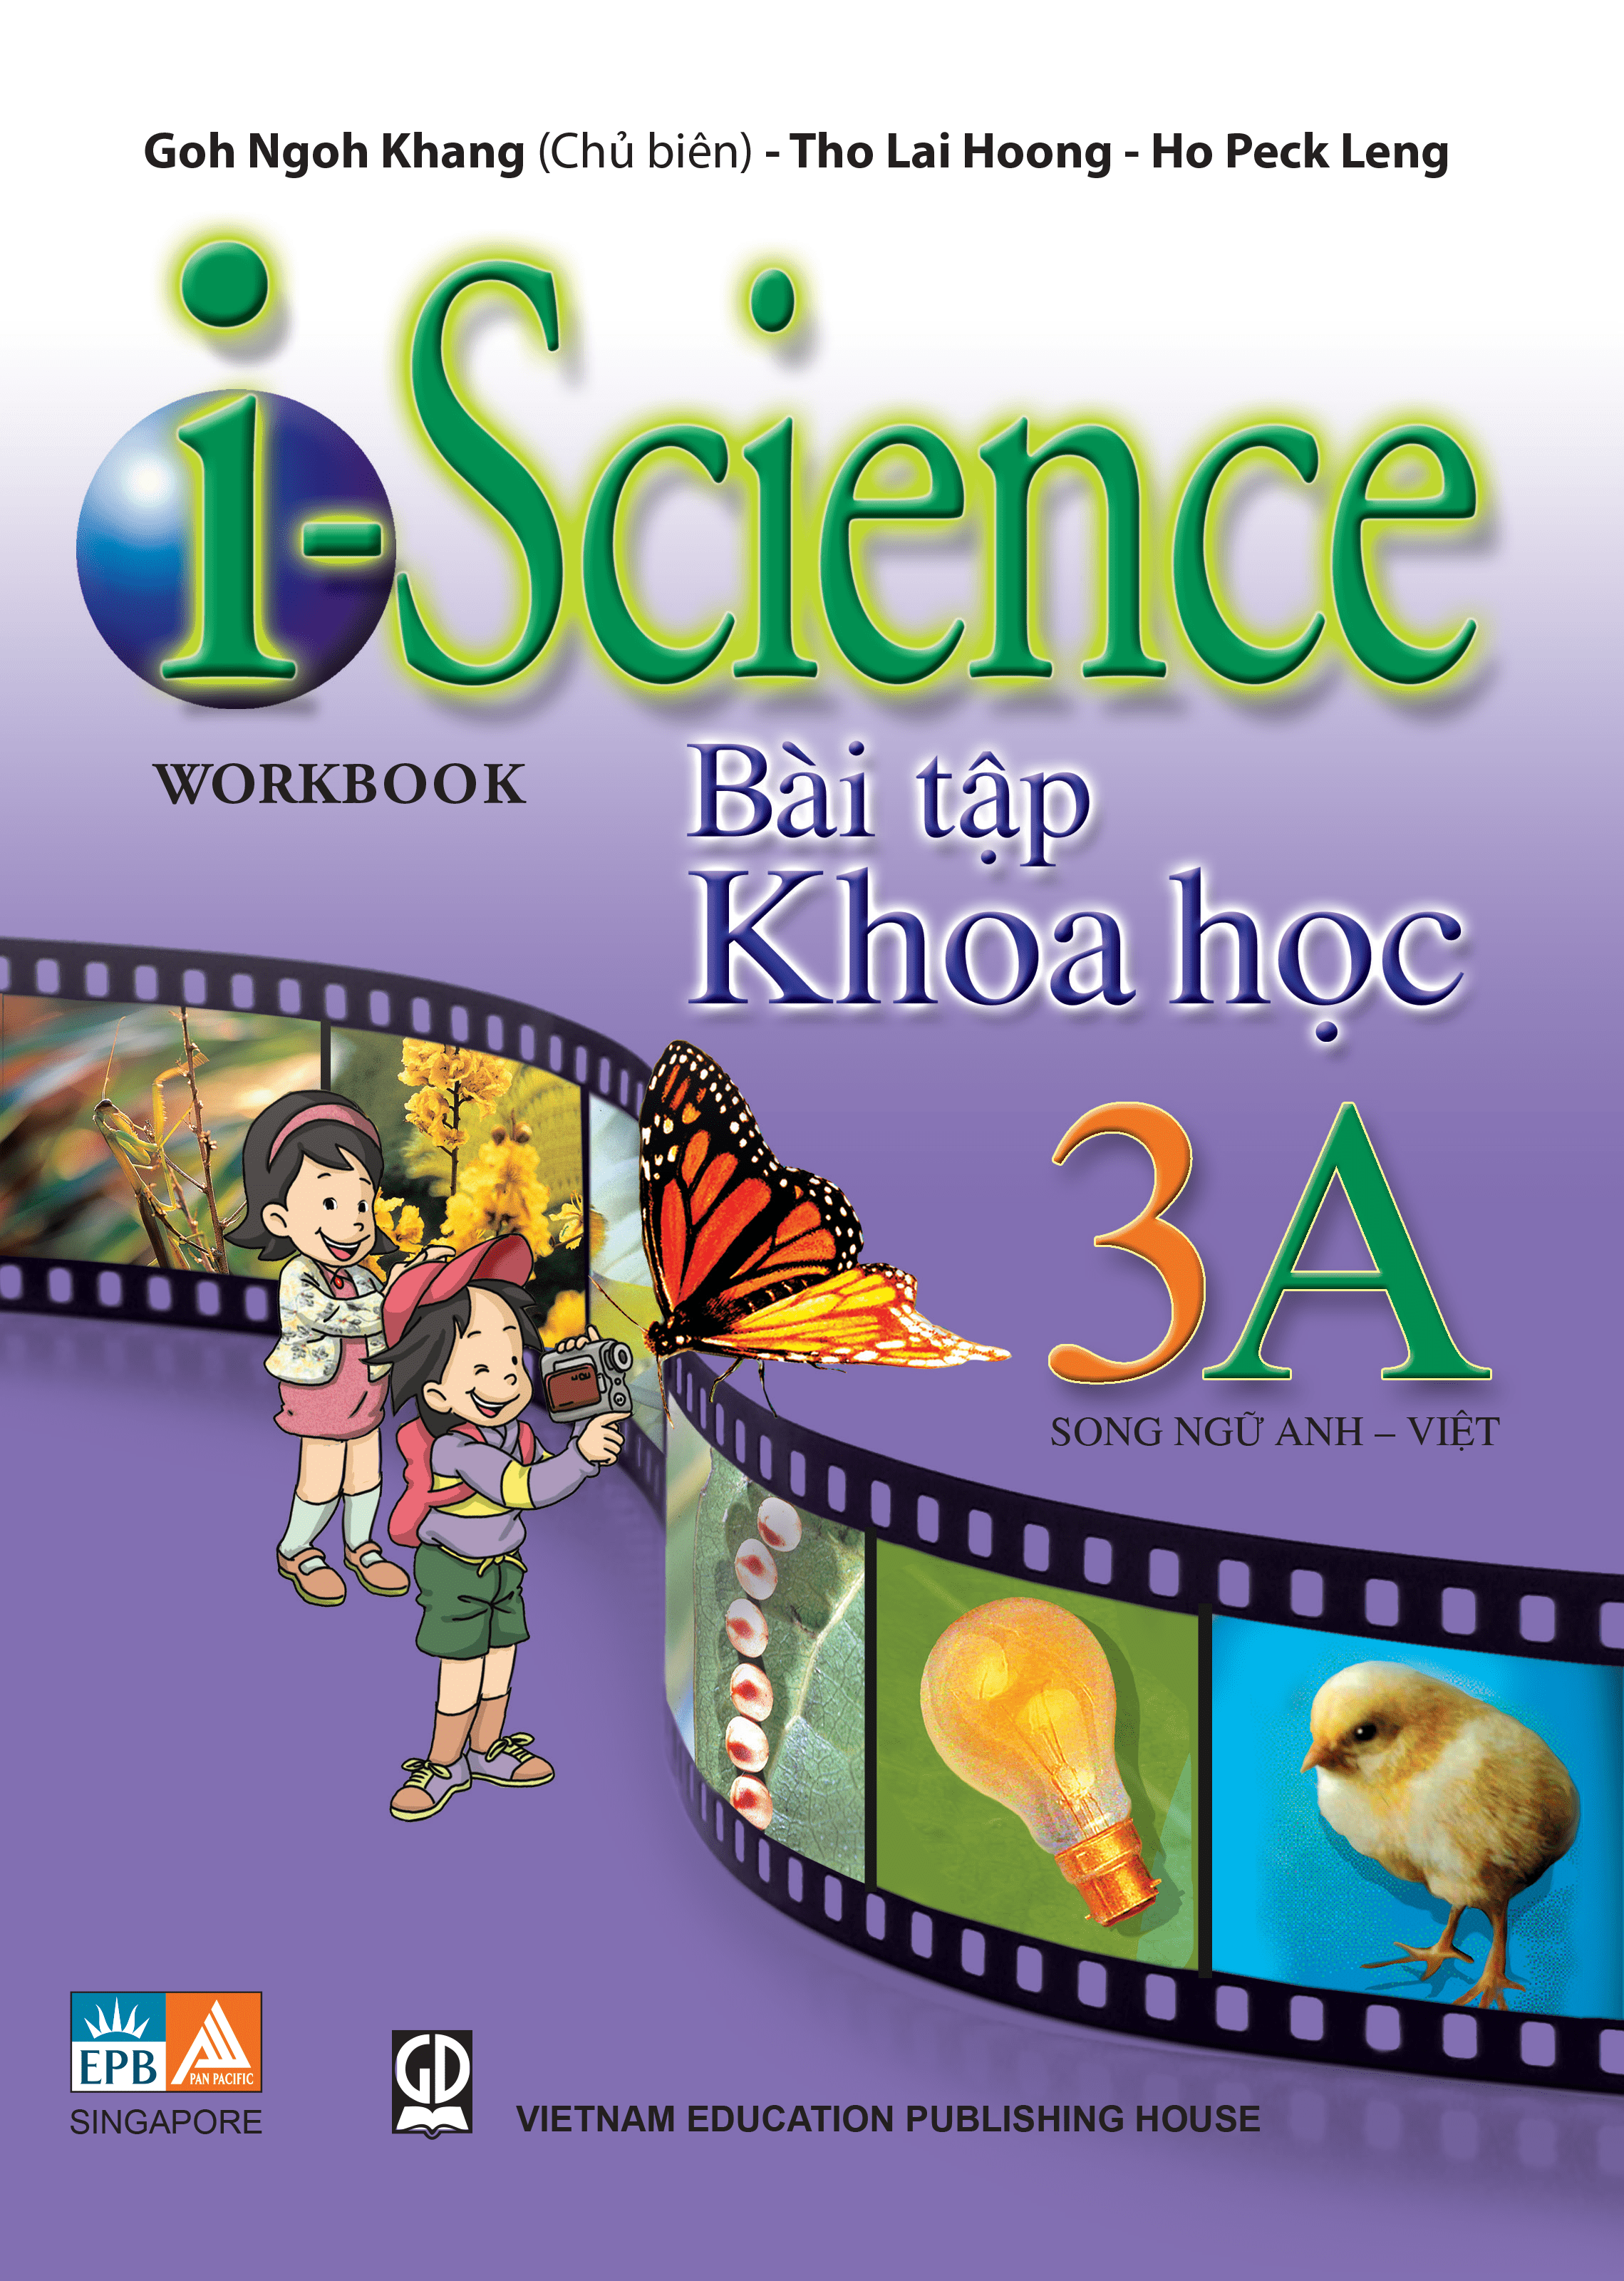 Goh Ngoh Khang (Chủ biên) - Tho Lai Hoong - Ho Peck Leng
i-Science
WORKBOOK
Bài tập
Khoa học
3A
SONG NGỮ ANH – VIỆT
EPB
PAN PACIFIC
SINGAPORE
GD
VIETNAM EDUCATION PUBLISHING HOUSE